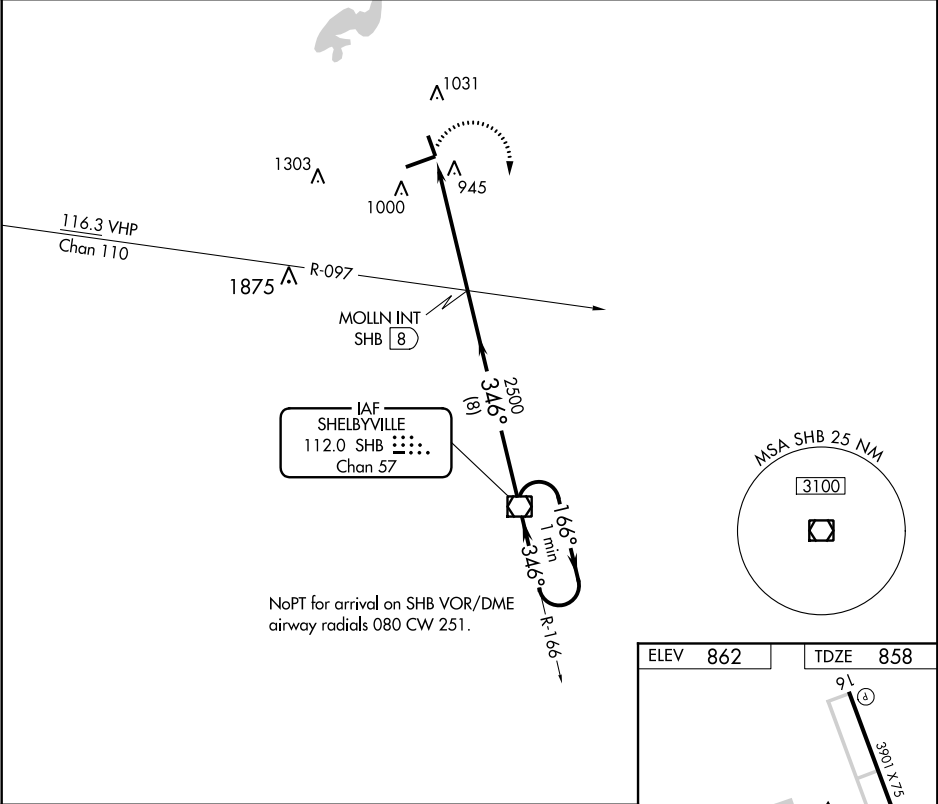 1031
1303
945
1000
116.3 VHP
Chan 110
R-097
1875
MOLLN INT
SHB 8
2500
346°
(8)
IAF
SHELBYVILLE
112.0 SHB
Chan 57
MSA SHB 25 NM
3100
166°
1 min
346°
NoPT for arrival on SHB VOR/DME
airway radials 080 CW 251.
R-166
ELEV 862
TDZE 858
16
P
3901 X 75